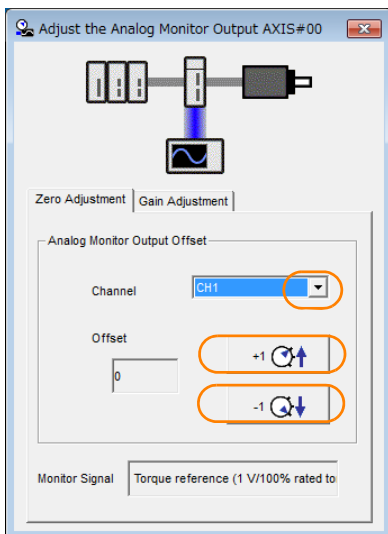 Adjust the Analog Monitor Output AXIS#00
Zero Adjustment Gain Adjustment
Analog Monitor Output Offset
Channel CH1
Offset
0
+1
-1
Monitor Signal Torque reference (1 V/100% rated to